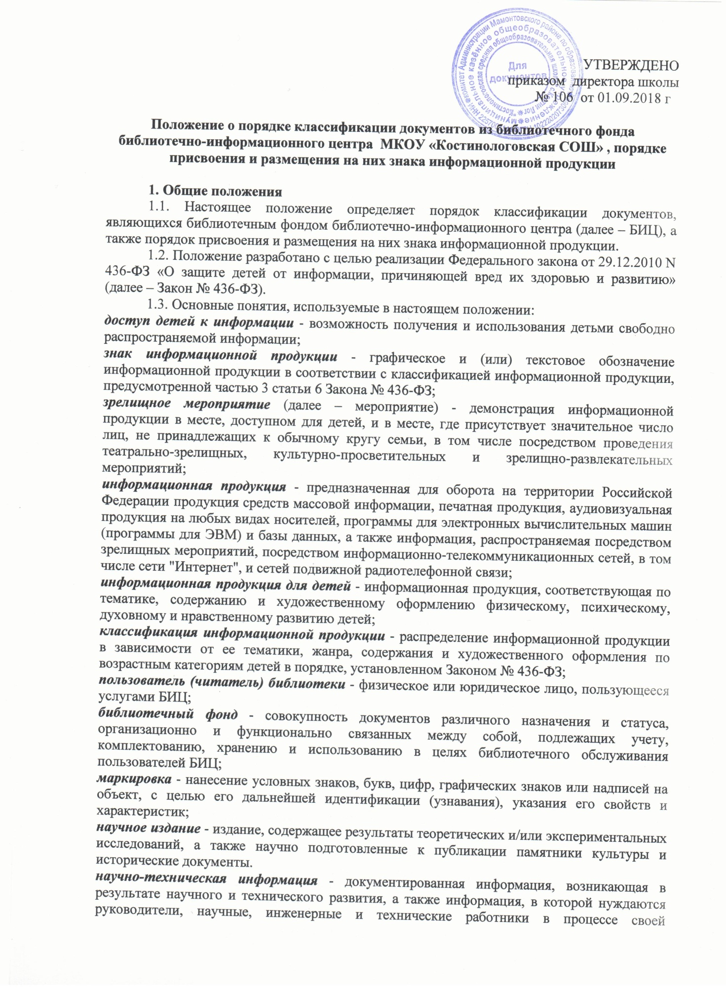 комитет Администрации Мамонтовского района по образованию
муниципальное казённое общеобразовательное учреждение
"Костинологовская средняя общеобразовательная школа"
Для
документов
УТВЕРЖДЕНО
приказом директора школы
№ 106 от 01.09.2018 г
Положение о порядке классификации документов из библиотечного фонда
библиотечно-информационного центра МКОУ «Костинологовская СОШ» , порядке
присвоения и размещения на них знака информационной продукции
1. Общие положения
1.1. Настоящее положение определяет порядок классификации документов,
являющихся библиотечным фондом библиотечно-информационного центра (далее – БИЦ), а
также порядок присвоения и размещения на них знака информационной продукции.
1.2. Положение разработано с целью реализации Федерального закона от 29.12.2010 N
436-ФЗ «О защите детей от информации, причиняющей вред их здоровью и развитию»
(далее – Закон № 436-ФЗ).
1.3. Основные понятия, используемые в настоящем положении:
доступ детей к информации - возможность получения и использования детьми свободно
распространяемой информации;
знак информационной продукции - графическое и (или) текстовое обозначение
информационной продукции в соответствии с классификацией информационной продукции,
предусмотренной частью 3 статьи 6 Закона № 436-ФЗ;
зрелищное мероприятие (далее – мероприятие) - демонстрация информационной
продукции в месте, доступном для детей, и в месте, где присутствует значительное число
лиц, не принадлежащих к обычному кругу семьи, в том числе посредством проведения
театрально-зрелищных, культурно-просветительных и зрелищно-развлекательных
мероприятий;
информационная продукция - предназначенная для оборота на территории Российской
Федерации продукция средств массовой информации, печатная продукция, аудиовизуальная
продукция на любых видах носителей, программы для электронных вычислительных машин
(программы для ЭВМ) и базы данных, а также информация, распространяемая посредством
зрелищных мероприятий, посредством информационно-телекоммуникационных сетей, в том
числе сети "Интернет", и сетей подвижной радиотелефонной связи;
информационная продукция для детей - информационная продукция, соответствующая по
тематике, содержанию и художественному оформлению физическому, психическому,
духовному и нравственному развитию детей;
классификация информационной продукции - распределение информационной продукции
в зависимости от ее тематики, жанра, содержания и художественного оформления по
возрастным категориям детей в порядке, установленном Законом № 436-ФЗ;
пользователь (читатель) библиотеки - физическое или юридическое лицо, пользующееся
услугами БИЦ;
библиотечный фонд - совокупность документов различного назначения и статуса,
организационно и функционально связанных между собой, подлежащих учету,
комплектованию, хранению и использованию в целях библиотечного обслуживания
пользователей БИЦ;
маркировка - нанесение условных знаков, букв, цифр, графических знаков или надписей на
объект, с целью его дальнейшей идентификации (узнавания), указания его свойств и
характеристик;
научное издание - издание, содержащее результаты теоретических и/или экспериментальных
исследований, а также научно подготовленные к публикации памятники культуры и
исторические документы.
научно-техническая информация - документированная информация, возникающая в
результате научного и технического развития, а также информация, в которой нуждаются
руководители, научные, инженерные и технические работники в процессе своей